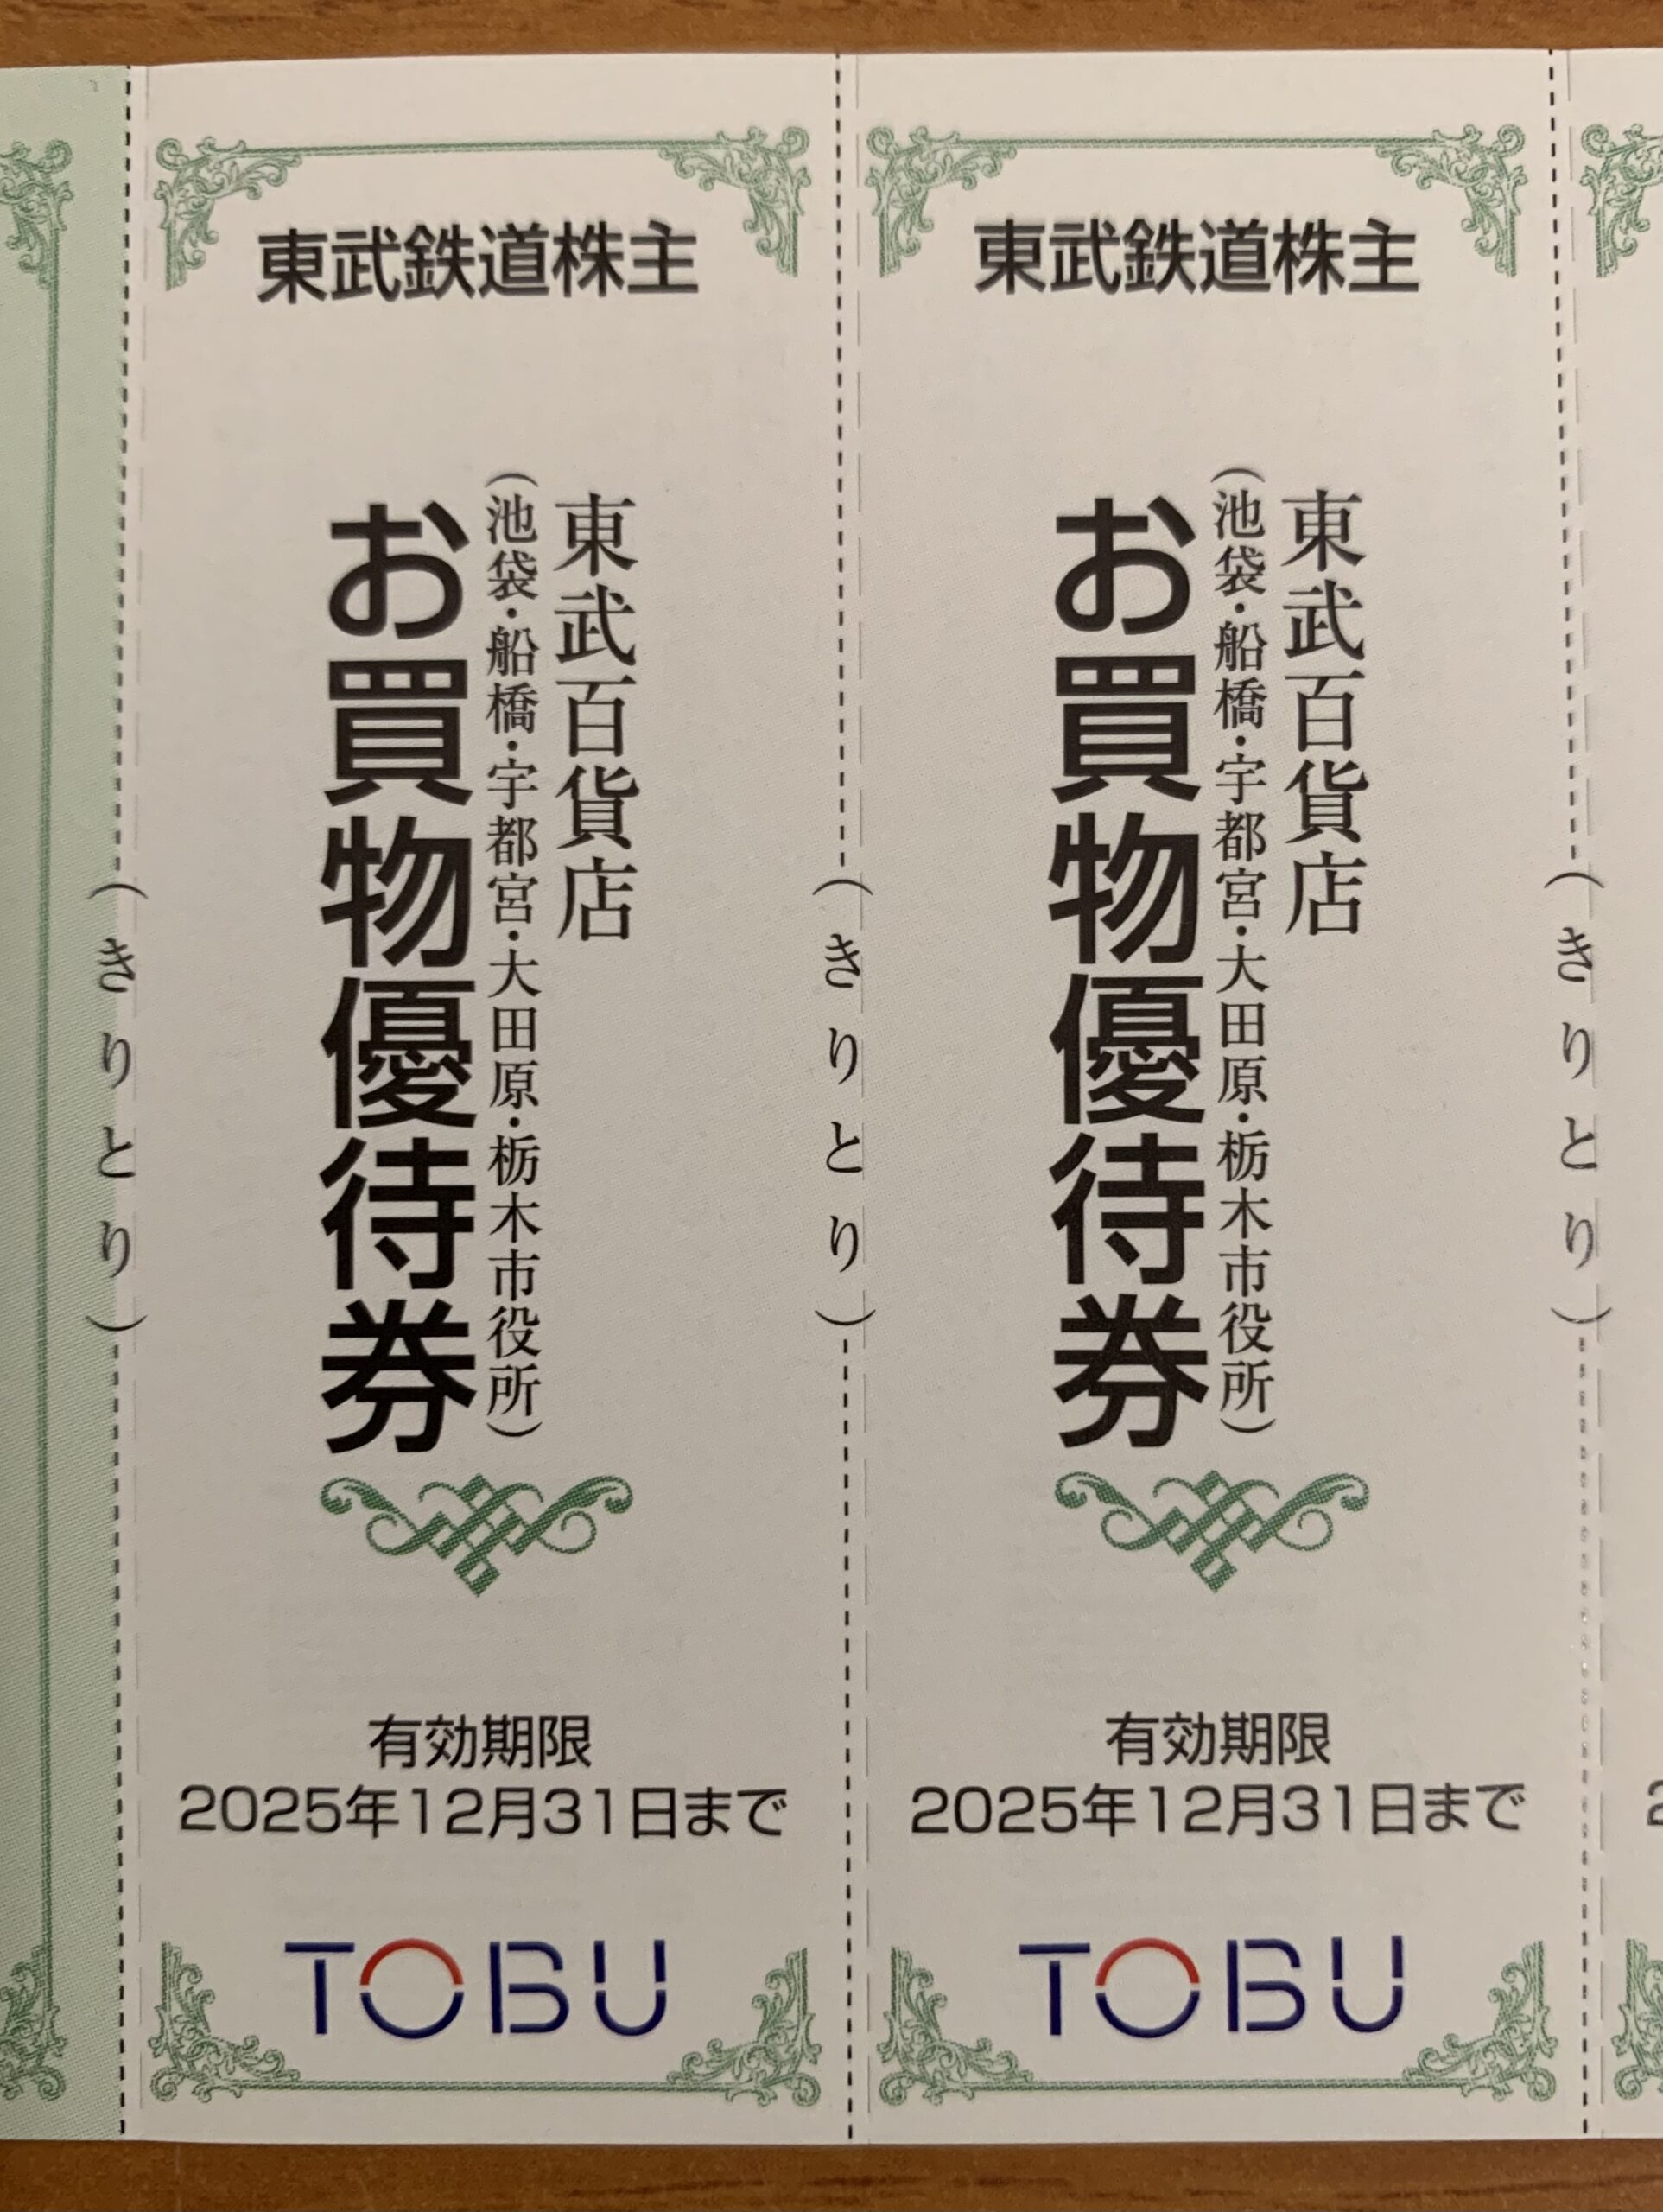 東武鉄道株主
東武百貨店
（池袋・船橋・宇都宮・大田原・栃木市役所）
お買物優待券
有効期限
2025年12月31日まで
TOBU
（きりとり）
（きりとり）
東武鉄道株主
東武百貨店
（池袋・船橋・宇都宮・大田原・栃木市役所）
お買物優待券
有効期限
2025年12月31日まで
TOBU
（きりとり）
2